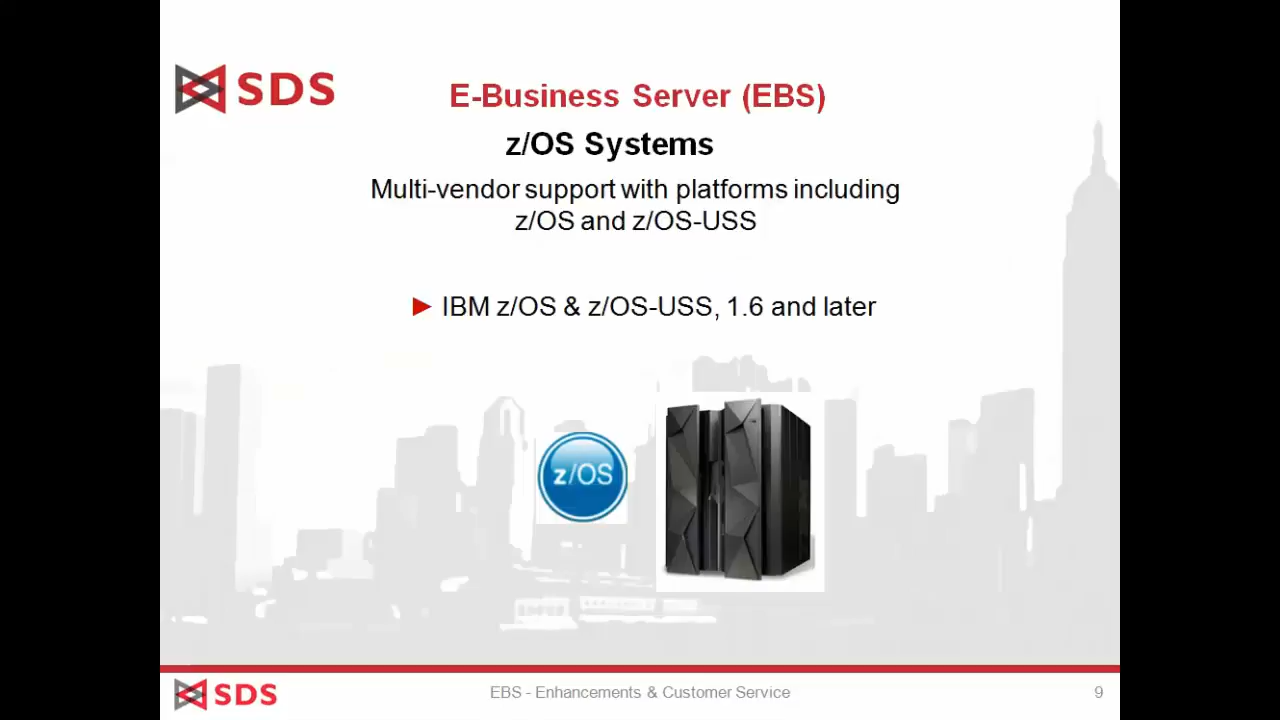 SDS
E-Business Server (EBS)
z/OS Systems
Multi-vendor support with platforms including
z/OS and z/OS-USS
► IBM z/OS & z/OS-USS, 1.6 and later
z/OS
SDS
EBS - Enhancements & Customer Service
9